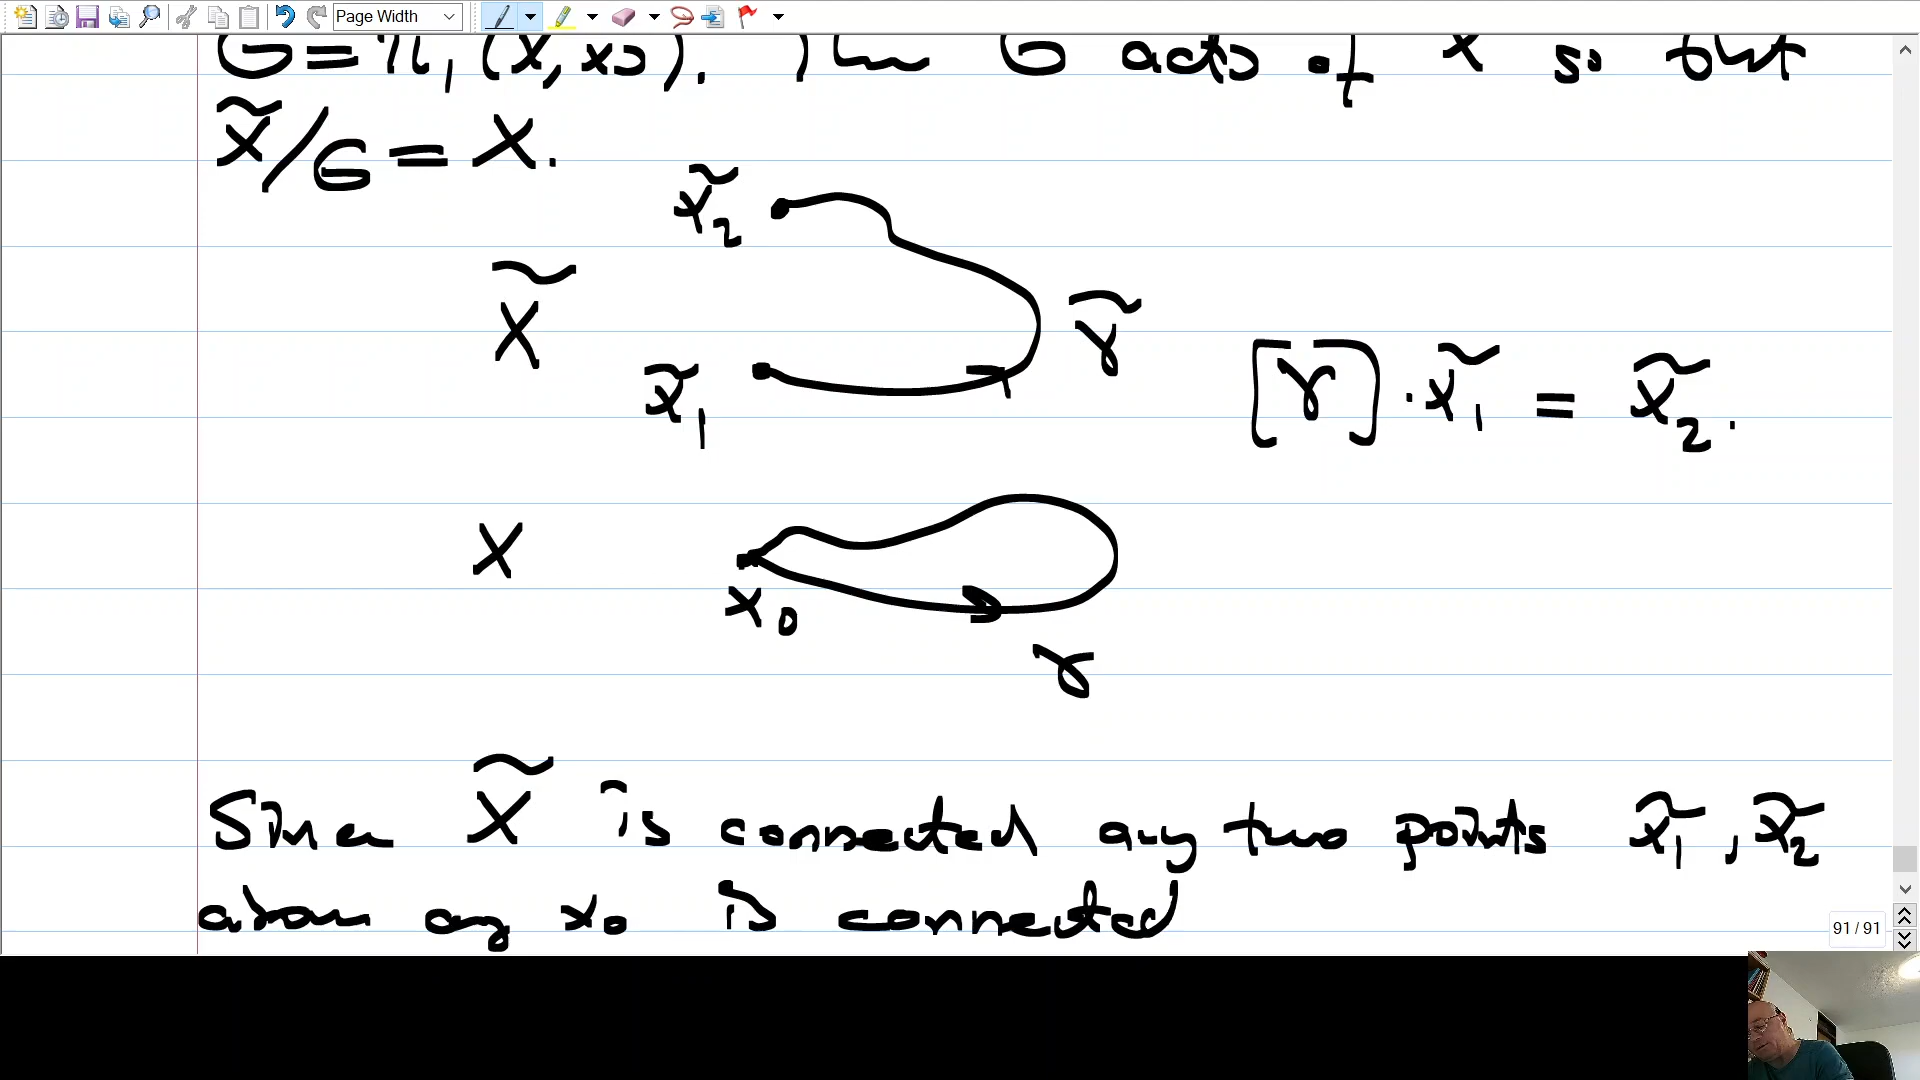 Page Width
G = π₁(X, x₀). Then G acts of X so that
X̃/G = X.
x̃₂
X̃
γ̃
x̃₁
[γ]·x̃₁ = x̃₂.
X
x₀
γ
Since X̃ is connected any two points x̃₁, x̃₂
above any x₀ is connected
91 / 91